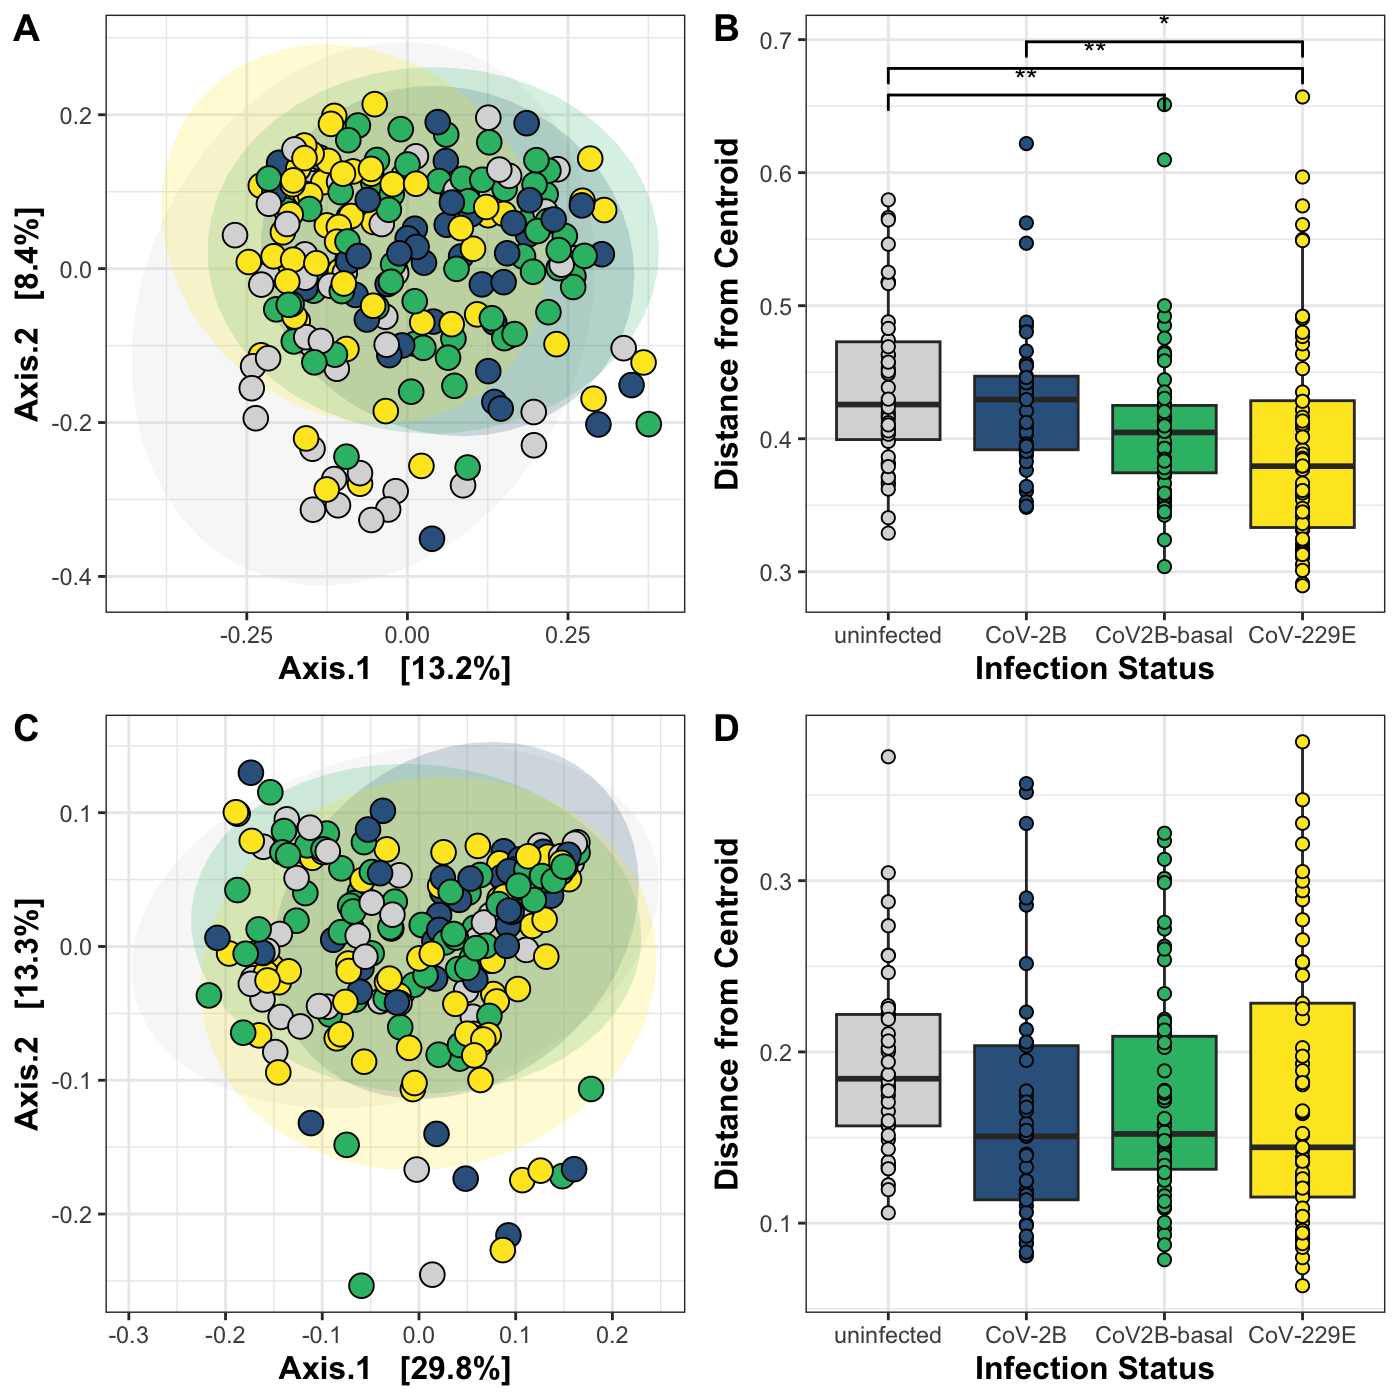 A
0.2
0.0
-0.2
-0.4
-0.25
0.00
0.25
Axis.2 [8.4%]
Axis.1 [13.2%]
B
0.7
0.6
0.5
0.4
0.3
*
**
**
Distance from Centroid
uninfected
CoV-2B
CoV2B-basal
CoV-229E
Infection Status
C
0.1
0.0
-0.1
-0.2
-0.3
-0.2
-0.1
0.0
0.1
0.2
Axis.2 [13.3%]
Axis.1 [29.8%]
D
0.3
0.2
0.1
Distance from Centroid
uninfected
CoV-2B
CoV2B-basal
CoV-229E
Infection Status